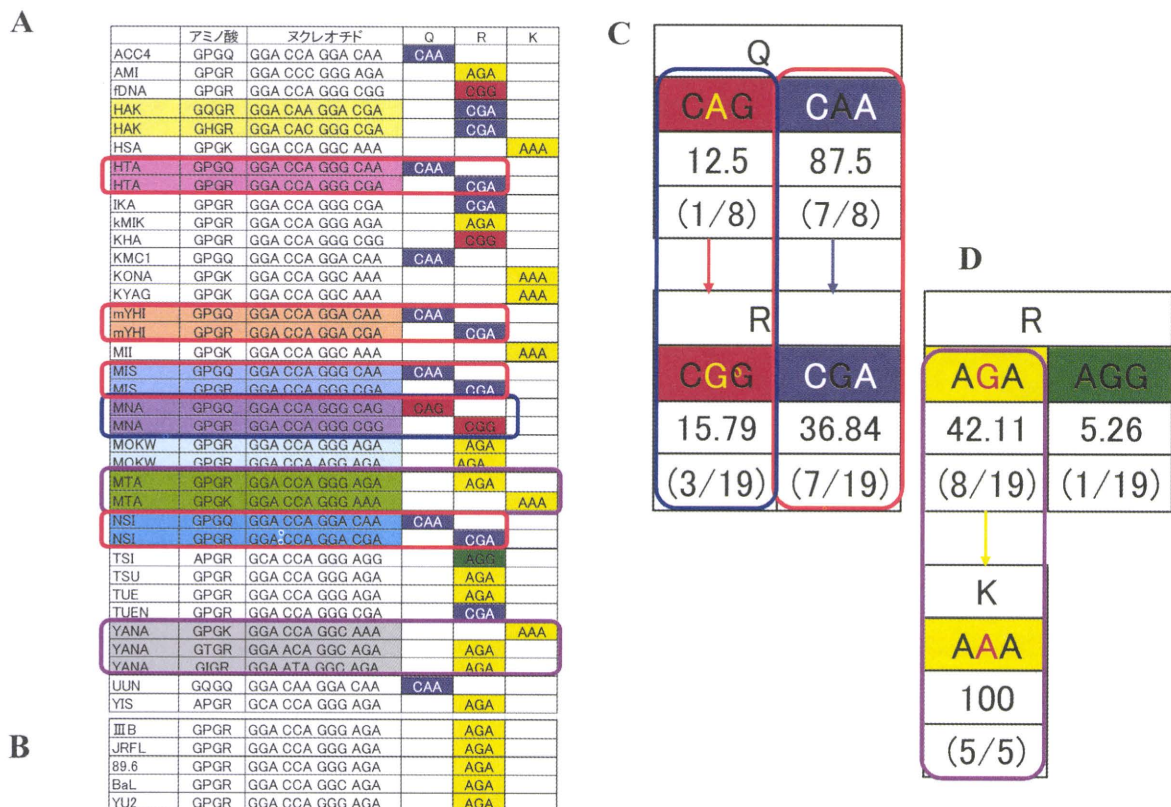 A
アミノ酸 ヌクレオチド Q R K
ACC4 GPGQ GGA CCA GGA CAA CAA
AMI GPGR GGA CCC GGG AGA AGA
fDNA GPGR GGA CCA GGG CGG CGG
HAK GQGR GGA CAA GGA CGA CGA
HAK GHGR GGA CAC GGG CGA CGA
HSA GPGK GGA CCA GGC AAA AAA
HTA GPGQ GGA CCA GGG CAA CAA
HTA GPGR GGA CCA GGG CGA CGA
IKA GPGR GGA CCA GGG CGA CGA
kMIK GPGR GGA CCA GGG AGA AGA
KHA GPGR GGA CCA GGG CGG CGG
KMC1 GPGQ GGA CCA GGA CAA CAA
KONA GPGK GGA CCA GGC AAA AAA
KYAG GPGK GGA CCA GGC AAA AAA
mYHI GPGQ GGA CCA GGA CAA CAA
mYHI GPGR GGA CCA GGA CGA CGA
MII GPGK GGA CCA GGC AAA AAA
MIS GPGQ GGA CCA GGG CAA CAA
MIS GPGR GGA CCA GGG CGA CGA
MNA GPGQ GGA CCA GGG CAG CAG
MNA GPGR GGA CCA GGG CGG CGG
MOKW GPGR GGA CCA GGG AGA AGA
MOKW GPGR GGA CCA AGG AGA AGA
MTA GPGR GGA CCA GGG AGA AGA
MTA GPGK GGA CCA GGG AAA AAA
NSI GPGQ GGA CCA GGA CAA CAA
NSI GPGR GGA CCA GGA CGA CGA
TSI APGR GCA CCA GGG AGG AGG
TSU GPGR GGA CCA GGG AGA AGA
TUE GPGR GGA CCA GGG AGA AGA
TUEN GPGR GGA CCA GGG CGA CGA
YANA GPGK GGA CCA GGC AAA AAA
YANA GTGR GGA ACA GGC AGA AGA
YANA GIGR GGA ATA GGC AGA AGA
UUN GQGQ GGA CAA GGA CAA CAA
YIS APGR GCA CCA GGG AGA AGA
B
ⅢB GPGR GGA CCA GGG AGA AGA
JRFL GPGR GGA CCA GGG AGA AGA
89.6 GPGR GGA CCA GGG AGA AGA
BaL GPGR GGA CCA GGG AGA AGA
YU2 GPGR GGA CCA GGG AGA AGA
C
Q
CAG CAA
12.5 87.5
(1/8) (7/8)
R
CGG CGA
15.79 36.84
(3/19) (7/19)
D
R
AGA AGG
42.11 5.26
(8/19) (1/19)
K
AAA
100
(5/5)